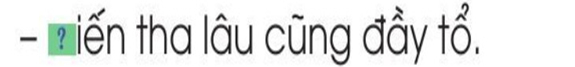 – ? iến tha lâu cũng đầy tổ.